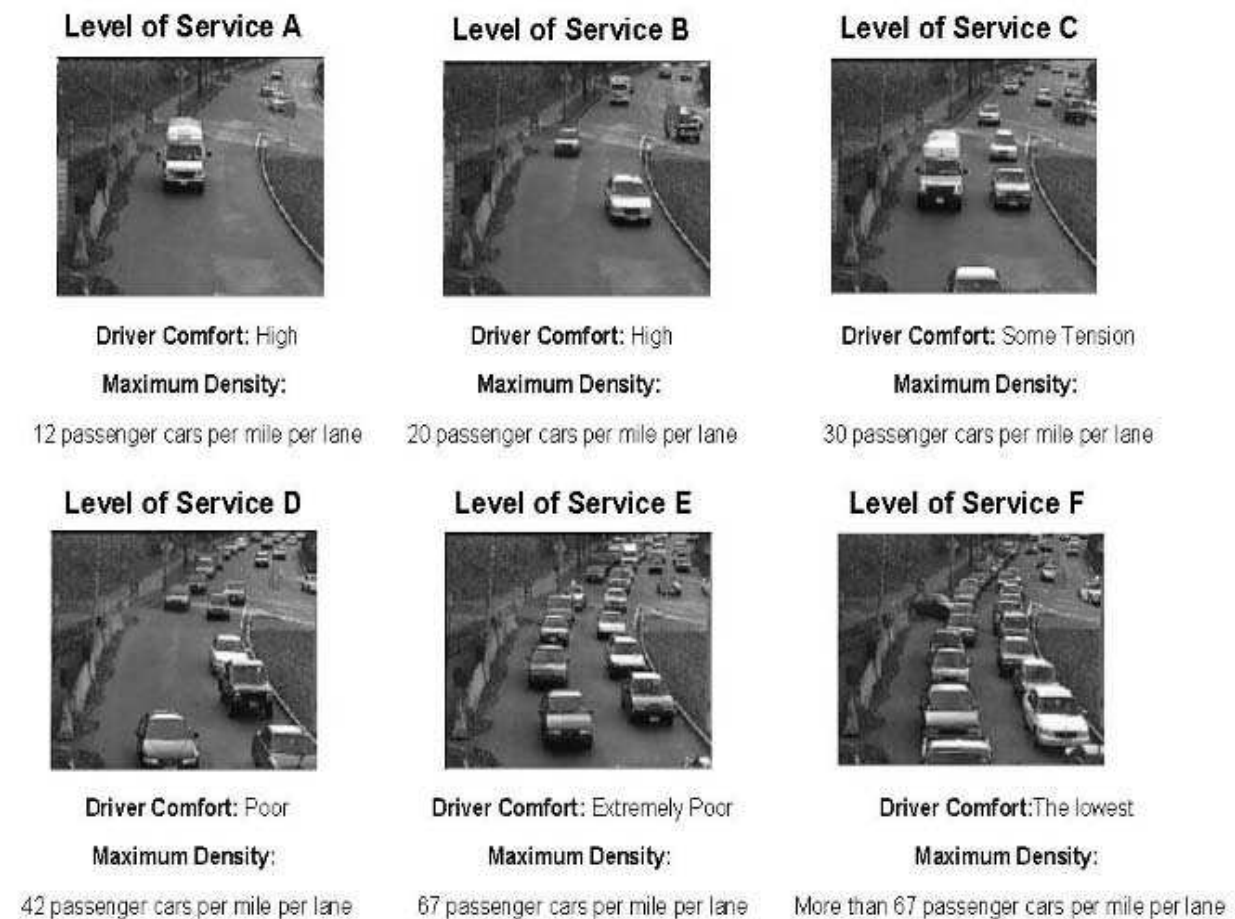 Level of Service A
Level of Service B
Level of Service C
Driver Comfort: High
Driver Comfort: High
Driver Comfort: Some Tension
Maximum Density:
Maximum Density:
Maximum Density:
12 passenger cars per mile per lane
20 passenger cars per mile per lane
30 passenger cars per mile per lane
Level of Service D
Level of Service E
Level of Service F
Driver Comfort: Poor
Driver Comfort: Extremely Poor
Driver Comfort:The lowest
Maximum Density:
Maximum Density:
Maximum Density:
42 passenger cars per mile per lane
67 passenger cars per mile per lane
More than 67 passenger cars per mile per lane